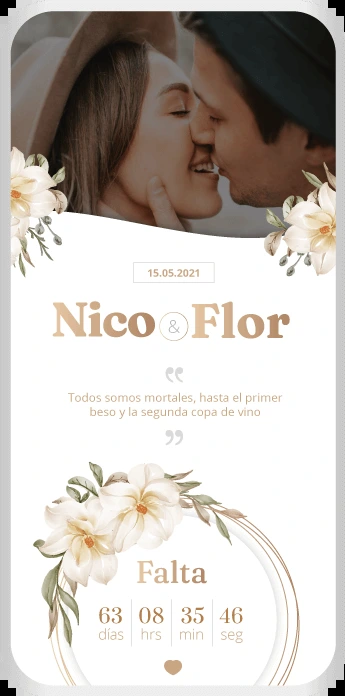 15.05.2021
Nico & Flor
“
Todos somos mortales, hasta el primer
beso y la segunda copa de vino
”
Falta
63 08 35 46
días hrs min seg